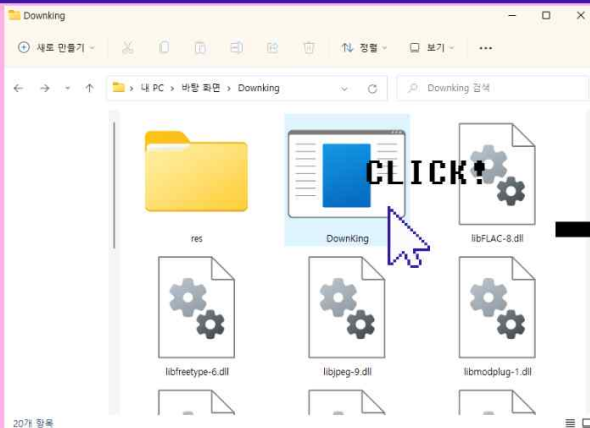 Downking
새로 만들기
정렬
보기
내 PC > 바탕 화면 > Downking
Downking 검색
CLICK!
res
DownKing
libFLAC-8.dll
libfreetype-6.dll
libjpeg-9.dll
libmodplug-1.dll
20개 항목